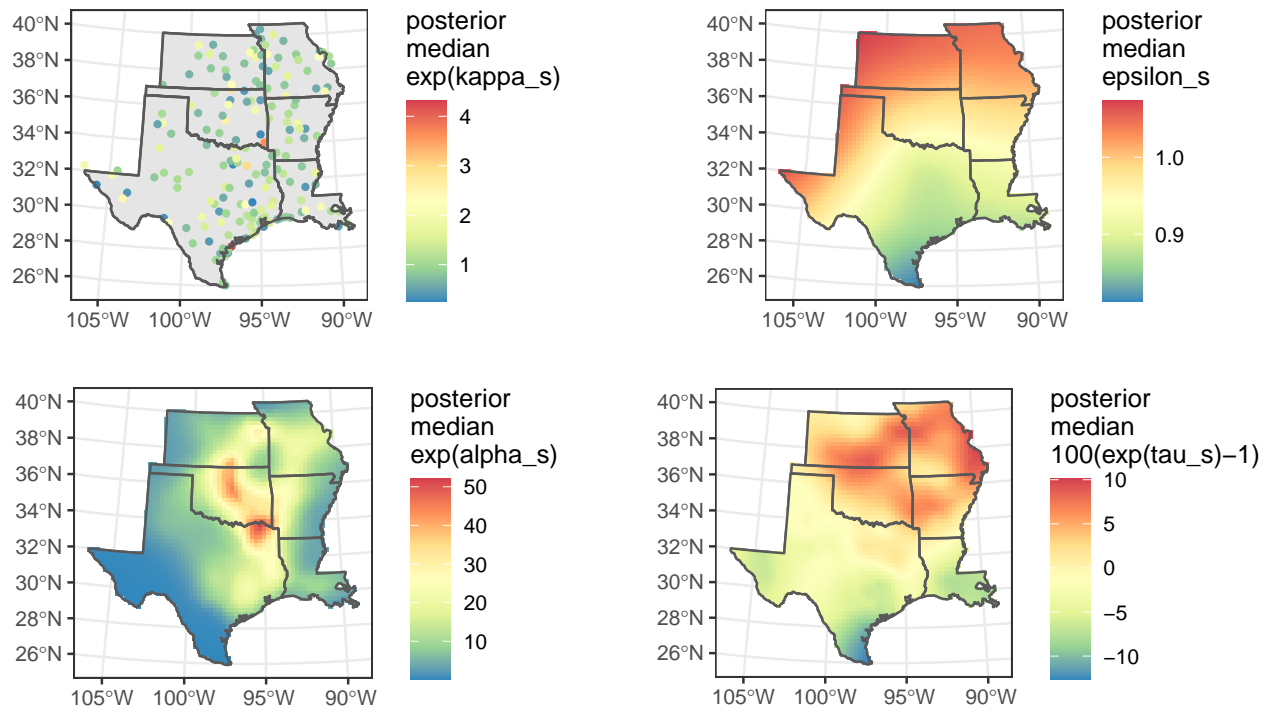 40°N
38°N
36°N
34°N
32°N
30°N
28°N
26°N
105°W 100°W 95°W 90°W
posterior
median
exp(kappa_s)
4
3
2
1
40°N
38°N
36°N
34°N
32°N
30°N
28°N
26°N
105°W 100°W 95°W 90°W
posterior
median
epsilon_s
1.0
0.9
40°N
38°N
36°N
34°N
32°N
30°N
28°N
26°N
105°W 100°W 95°W 90°W
posterior
median
exp(alpha_s)
50
40
30
20
10
40°N
38°N
36°N
34°N
32°N
30°N
28°N
26°N
105°W 100°W 95°W 90°W
posterior
median
100(exp(tau_s)−1)
10
5
0
−5
−10